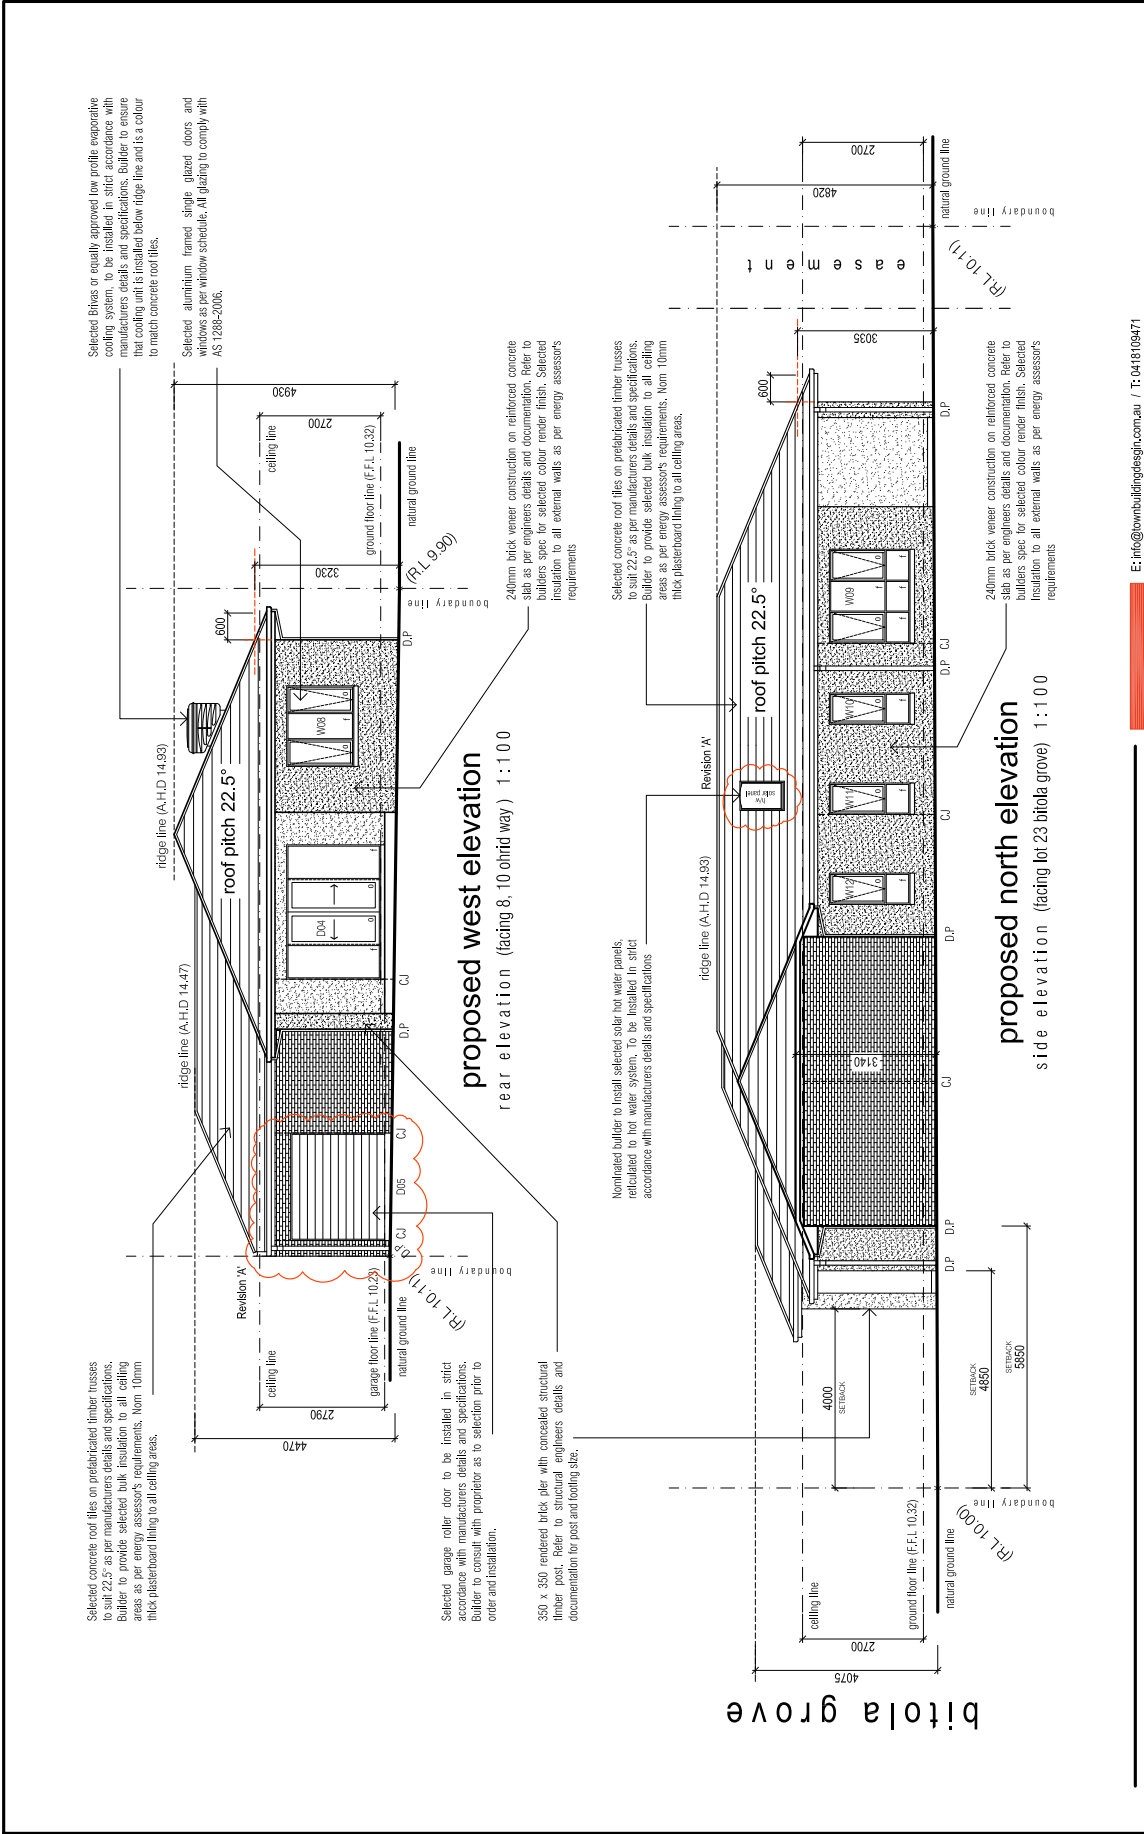 Selected concrete roof tiles on prefabricated timber trusses
to suit 22.5° as per manufacturers details and specifications.
Builder to provide selected bulk insulation to all ceiling
areas as per energy assessor's requirements. Nom 10mm
thick plasterboard lining to all ceiling areas.
Selected Brivas or equally approved low profile evaporative
cooling system, to be installed in strict accordance with
manufacturers details and specifications. Builder to ensure
that cooling unit is installed below ridge line and is a colour
to match concrete roof tiles.
Selected aluminium framed single glazed doors and
windows as per window schedule. All glazing to comply with
AS 1288-2006.
ridge line (A.H.D 14.47)
ridge line (A.H.D 14.93)
roof pitch 22.5°
Revision 'A'
4470
2790
ceiling line
garage floor line (F.F.L 10.23)
natural ground line
boundary line
(R.L 10.11)
D.P
CJ
D05
CJ
D.P
CJ
D04
f
o
o
f
W08
o
f
o
D.P
600
3230
4930
2700
ceiling line
ground floor line (F.F.L 10.32)
natural ground line
boundary line
(R.L 9.90)
Selected garage roller door to be installed in strict
accordance with manufacturers details and specifications.
Builder to consult with proprietor as to selection prior to
order and installation.
proposed west elevation
rear elevation (facing 8, 10 ohrid way) 1:100
240mm brick veneer construction on reinforced concrete
slab as per engineers details and documentation. Refer to
builders spec for selected colour render finish. Selected
insulation to all external walls as per energy assessor's
requirements
350 x 350 rendered brick pier with concealed structural
timber post. Refer to structural engineers details and
documentation for post and footing size.
Nominated builder to install selected solar hot water panels,
reticulated to hot water system. To be installed in strict
accordance with manufacturers details and specifications
Selected concrete roof tiles on prefabricated timber trusses
to suit 22.5° as per manufacturers details and specifications.
Builder to provide selected bulk insulation to all ceiling
areas as per energy assessor's requirements. Nom 10mm
thick plasterboard lining to all ceiling areas.
ridge line (A.H.D 14.93)
Revision 'A'
h/w
solar panel
roof pitch 22.5°
bitola grove
4075
2700
ceiling line
ground floor line (F.F.L 10.32)
natural ground line
boundary line
(R.L 10.00)
4000
SETBACK
SETBACK
4850
SETBACK
5850
D.P
D.P
3140
CJ
D.P
W12
f
CJ
W11
f
W10
f
D.P
CJ
W09
f
f
f
f
D.P
600
3035
easement
4820
2700
natural ground line
boundary line
(R.L 10.11)
proposed north elevation
side elevation (facing lot 23 bitola grove) 1:100
240mm brick veneer construction on reinforced concrete
slab as per engineers details and documentation. Refer to
builders spec for selected colour render finish. Selected
insulation to all external walls as per energy assessor's
requirements
E: info@townbuildingdesgin.com.au / T: 0418109471